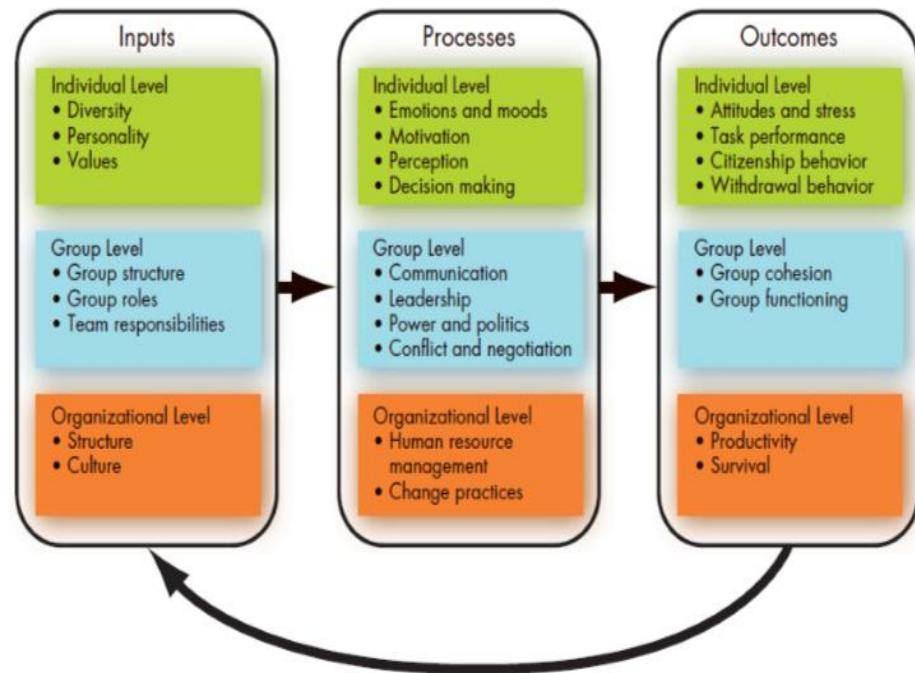 Inputs
Individual Level
• Diversity
• Personality
• Values
Group Level
• Group structure
• Group roles
• Team responsibilities
Organizational Level
• Structure
• Culture
Processes
Individual Level
• Emotions and moods
• Motivation
• Perception
• Decision making
Group Level
• Communication
• Leadership
• Power and politics
• Conflict and negotiation
Organizational Level
• Human resource
management
• Change practices
Outcomes
Individual Level
• Attitudes and stress
• Task performance
• Citizenship behavior
• Withdrawal behavior
Group Level
• Group cohesion
• Group functioning
Organizational Level
• Productivity
• Survival